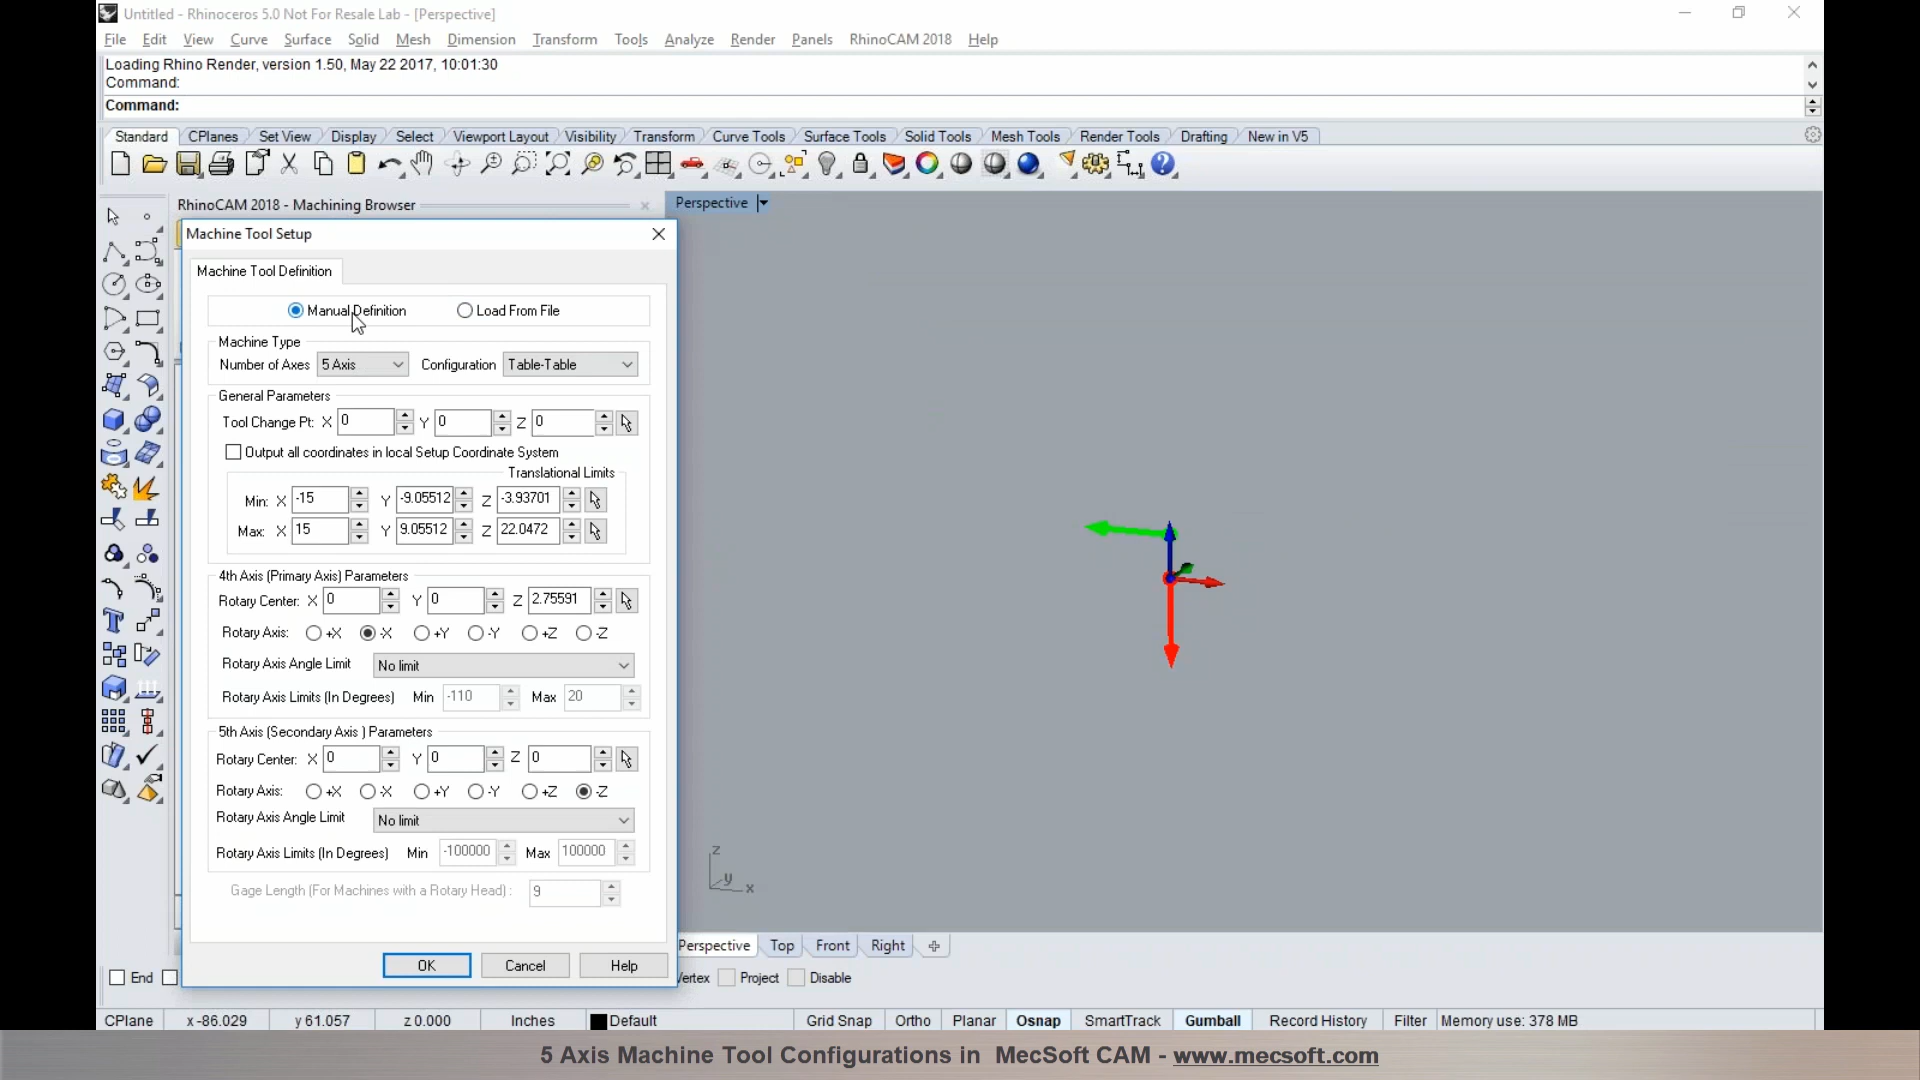 Untitled - Rhinoceros 5.0 Not For Resale Lab - [Perspective]
File Edit View Curve Surface Solid Mesh Dimension Transform Tools Analyze Render Panels RhinoCAM 2018 Help
Loading Rhino Render, version 1.50, May 22 2017, 10:01:30
Command:
Command:
Standard CPlanes Set View Display Select Viewport Layout Visibility Transform Curve Tools Surface Tools Solid Tools Mesh Tools Render Tools Drafting New in V5
RhinoCAM 2018 - Machining Browser
Perspective
Machine Tool Setup
Machine Tool Definition
Manual Definition Load From File
Machine Type
Number of Axes 5 Axis Configuration Table-Table
General Parameters
Tool Change Pt: X 0 Y 0 Z 0
Output all coordinates in local Setup Coordinate System
Translational Limits
Min: X -15 Y -9.05512 Z -3.93701
Max: X 15 Y 9.05512 Z 22.0472
4th Axis (Primary Axis) Parameters
Rotary Center: X 0 Y 0 Z 2.75591
Rotary Axis: +X -X +Y -Y +Z -Z
Rotary Axis Angle Limit No limit
Rotary Axis Limits (In Degrees) Min -110 Max 20
5th Axis (Secondary Axis ) Parameters
Rotary Center: X 0 Y 0 Z 0
Rotary Axis: +X -X +Y -Y +Z -Z
Rotary Axis Angle Limit No limit
Rotary Axis Limits (In Degrees) Min -100000 Max 100000
Gage Length (For Machines with a Rotary Head) : 9
OK Cancel Help
z
y x
Perspective Top Front Right
End Vertex Project Disable
CPlane x -86.029 y 61.057 z 0.000 Inches Default Grid Snap Ortho Planar Osnap SmartTrack Gumball Record History Filter Memory use: 378 MB
5 Axis Machine Tool Configurations in MecSoft CAM - www.mecsoft.com